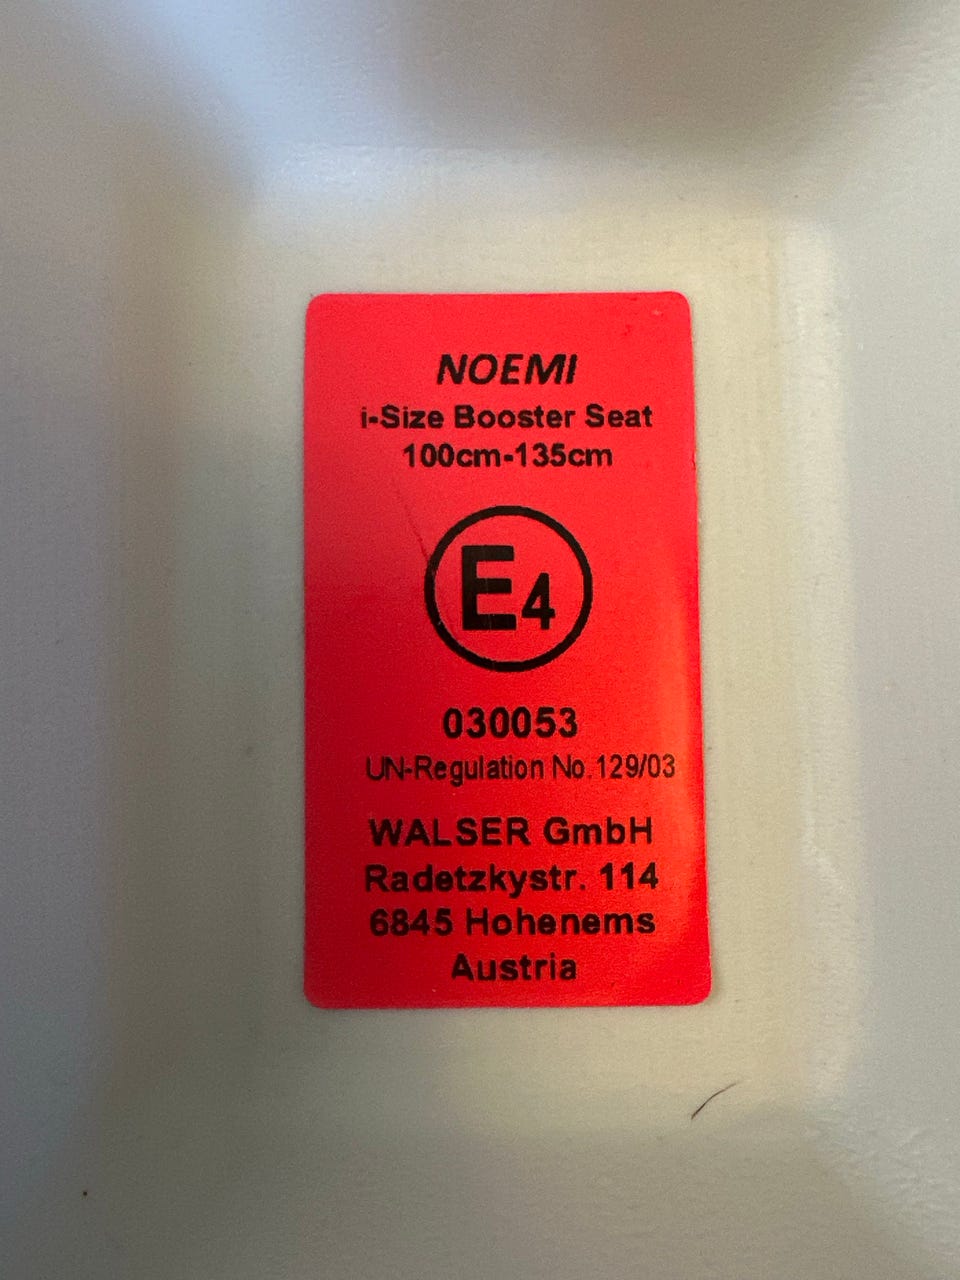 NOEMI
i-Size Booster Seat
100cm-135cm
E4
030053
UN-Regulation No.129/03
WALSER GmbH
Radetzkystr. 114
6845 Hohenems
Austria